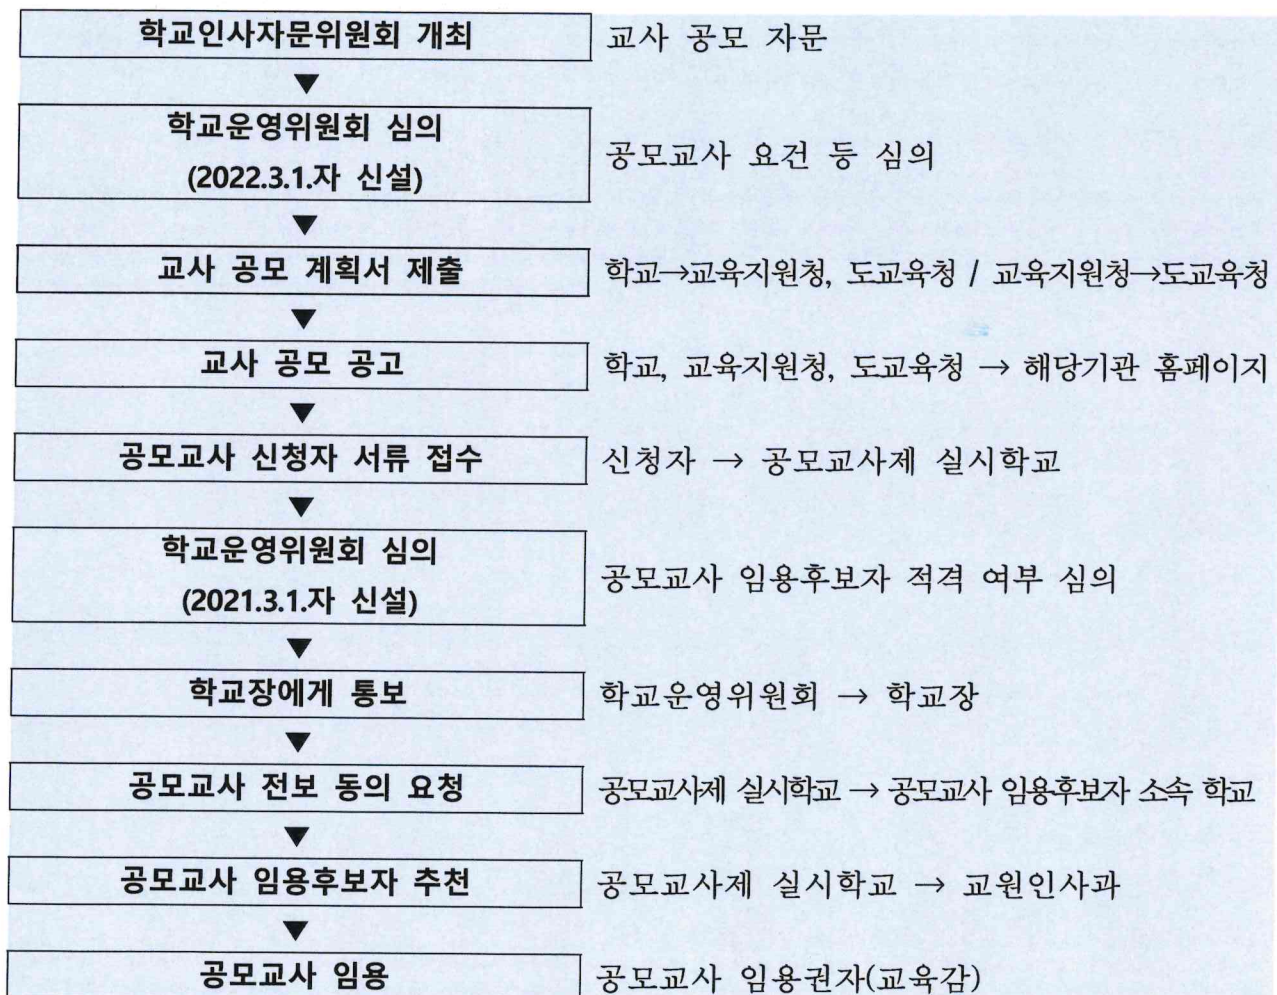 학교인사자문위원회 개최 교사 공모 자문
▼
학교운영위원회 심의
(2022.3.1.자 신설) 공모교사 요건 등 심의
▼
교사 공모 계획서 제출 학교→교육지원청, 도교육청 / 교육지원청→도교육청
▼
교사 공모 공고 학교, 교육지원청, 도교육청 → 해당기관 홈페이지
▼
공모교사 신청자 서류 접수 신청자 → 공모교사제 실시학교
▼
학교운영위원회 심의
(2021.3.1.자 신설) 공모교사 임용후보자 적격 여부 심의
▼
학교장에게 통보 학교운영위원회 → 학교장
▼
공모교사 전보 동의 요청 공모교사제 실시학교 → 공모교사 임용후보자 소속 학교
▼
공모교사 임용후보자 추천 공모교사제 실시학교 → 교원인사과
▼
공모교사 임용 공모교사 임용권자(교육감)